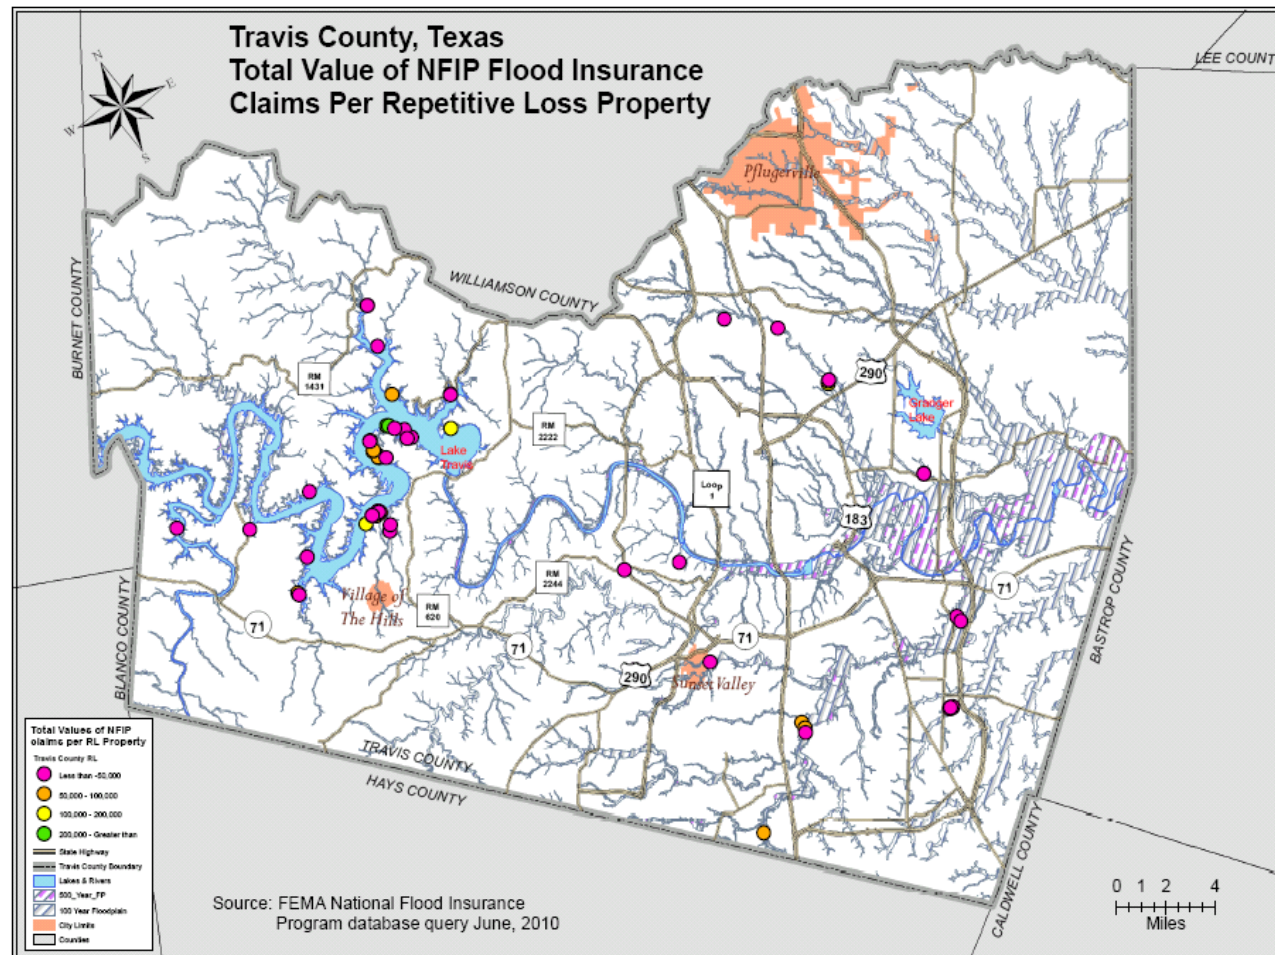 Travis County, Texas
Total Value of NFIP Flood Insurance
Claims Per Repetitive Loss Property
N
E
W
S
LEE COUNT
Pflugerville
WILLIAMSON COUNTY
BURNET COUNTY
RM
1431
290
Granger
Lake
RM
2222
Lake
Travis
Loop
1
183
RM
2244
71
BASTROP COUNTY
Village of
The Hills
RM
620
BLANCO COUNTY
71
71
71
290
Sunset Valley
TRAVIS COUNTY
HAYS COUNTY
CALDWELL COUNTY
Total Values of NFIP
claims per RL Property
Travis County RL
Less than -50,000
50,000 - 100,000
100,000 - 200,000
200,000 - Greater than
State Highway
Travis County Boundary
Lakes & Rivers
500_Year_FP
100 Year Floodplain
City Limits
Counties
Source: FEMA National Flood Insurance
Program database query June, 2010
0 1 2 4
Miles